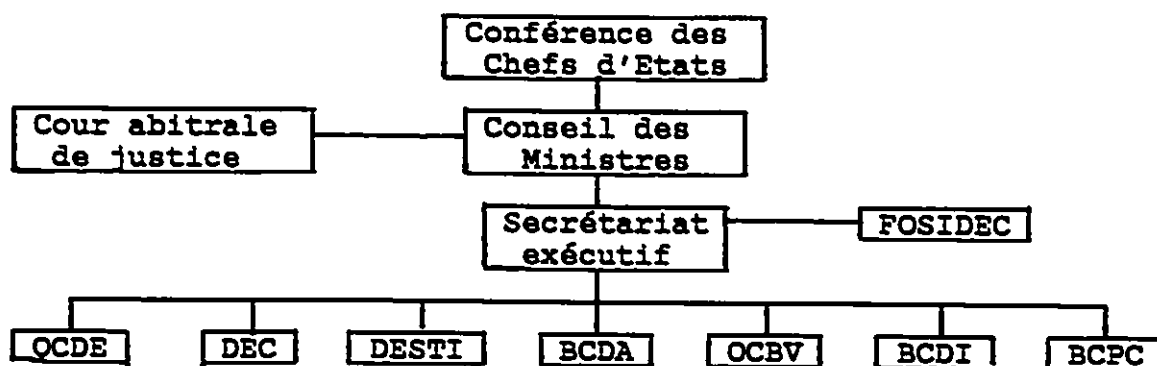 Conférence des
Chefs d'Etats
Cour abitrale
de justice
Conseil des
Ministres
Secrétariat
exécutif
FOSIDEC
OCDE
DEC
DESTI
BCDA
OCBV
BCDI
BCPC